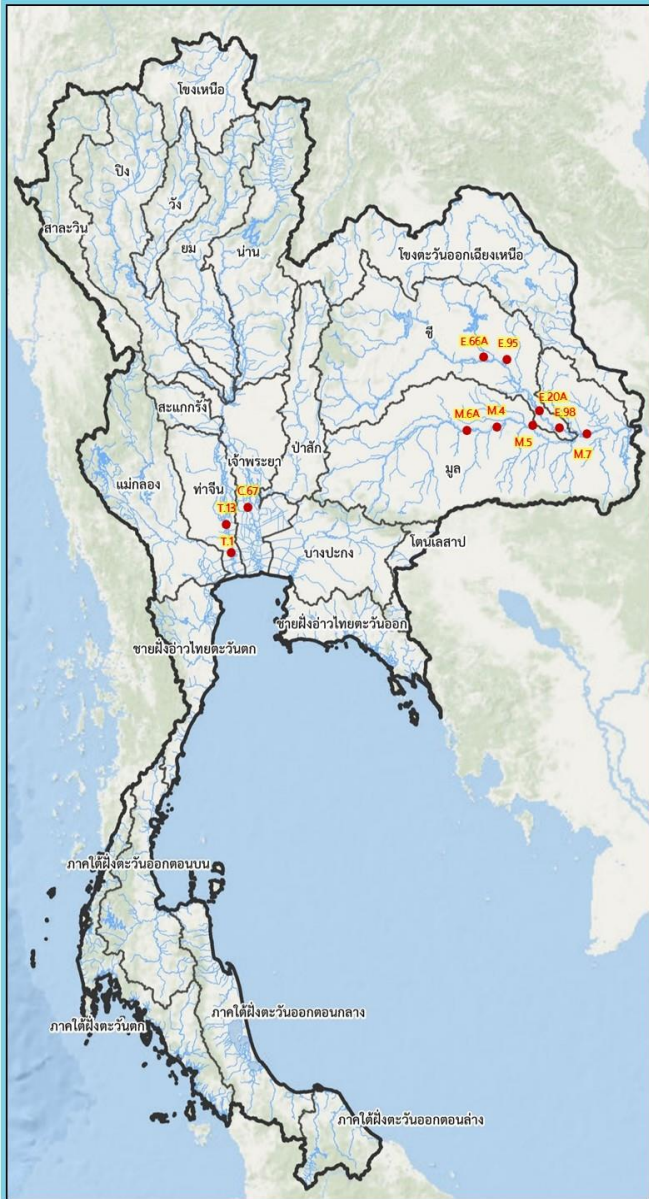 โขงเหนือ
ปิง
วัง
สาละวิน
ยม
น่าน
โขงตะวันออกเฉียงเหนือ
ชี
E.66A
E.95
สะแกกรัง
E.20A
M.6A
M.4
E.98
M.5
M.7
ป่าสัก
เจ้าพระยา
มูล
แม่กลอง
ท่าจีน
C.67
T.13
T.1
บางปะกง
โตนเลสาป
ชายฝั่งอ่าวไทยตะวันออก
ชายฝั่งอ่าวไทยตะวันตก
ภาคใต้ฝั่งตะวันออกตอนบน
ภาคใต้ฝั่งตะวันออกตอนกลาง
ภาคใต้ฝั่งตะวันตก
ภาคใต้ฝั่งตะวันออกตอนล่าง